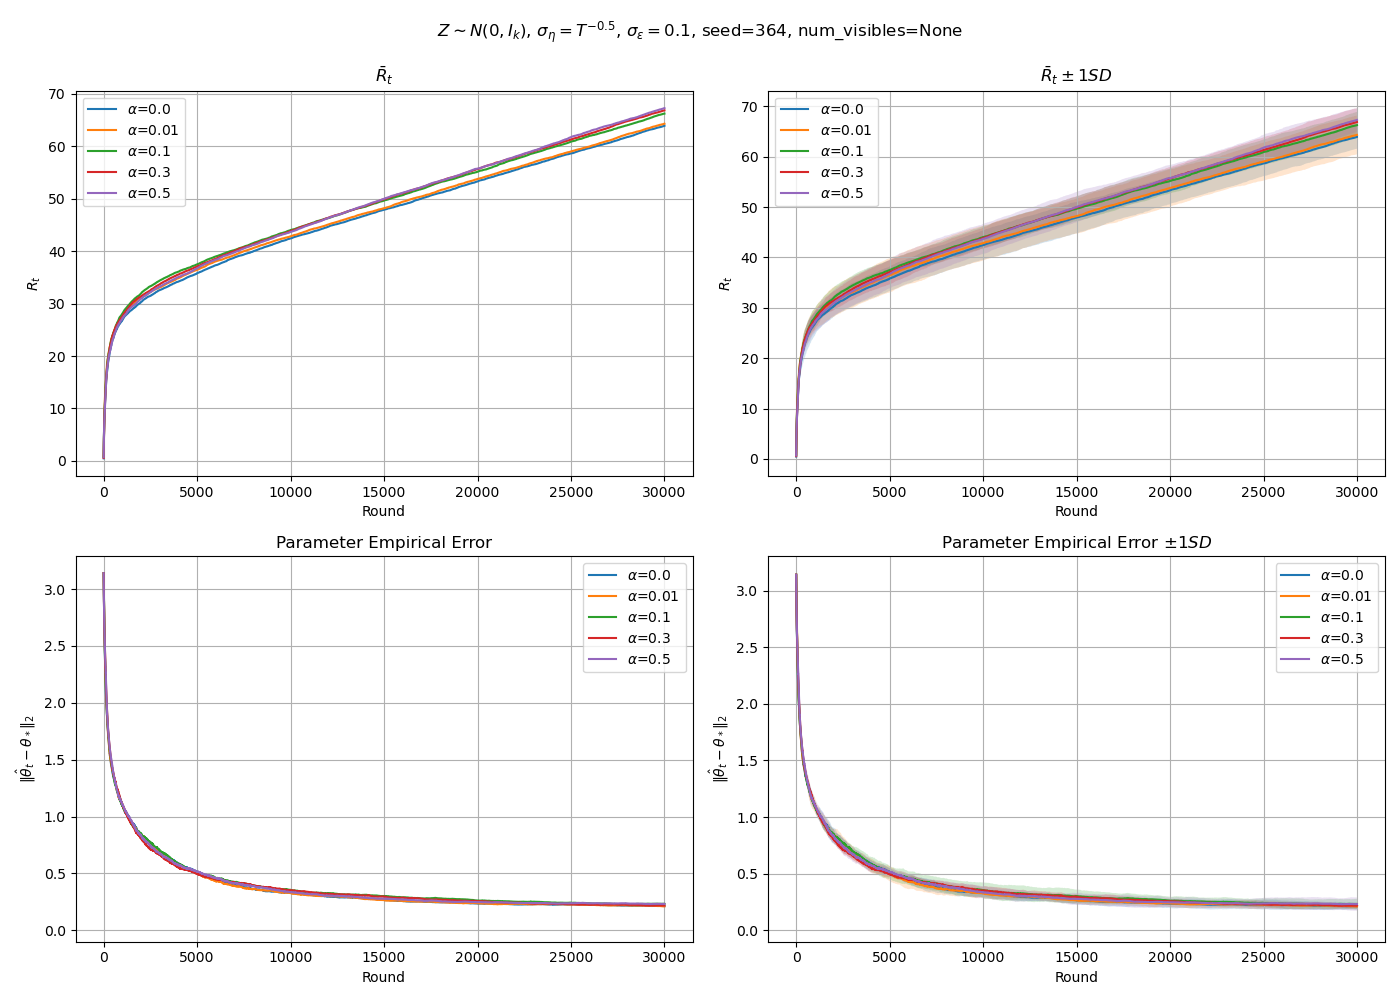 Z ~ N(0, I_k), σ_η = T^{-0.5}, σ_ε = 0.1, seed=364, num_visibles=None
R̄_t
R_t
70
60
50
40
30
20
10
0
α=0.0
α=0.01
α=0.1
α=0.3
α=0.5
0 5000 10000 15000 20000 25000 30000
Round
R̄_t ± 1SD
R_t
70
60
50
40
30
20
10
0
α=0.0
α=0.01
α=0.1
α=0.3
α=0.5
0 5000 10000 15000 20000 25000 30000
Round
Parameter Empirical Error
‖θ̂_t − θ_*‖₂
3.0
2.5
2.0
1.5
1.0
0.5
0.0
α=0.0
α=0.01
α=0.1
α=0.3
α=0.5
0 5000 10000 15000 20000 25000 30000
Round
Parameter Empirical Error ±1SD
‖θ̂_t − θ_*‖₂
3.0
2.5
2.0
1.5
1.0
0.5
0.0
α=0.0
α=0.01
α=0.1
α=0.3
α=0.5
0 5000 10000 15000 20000 25000 30000
Round